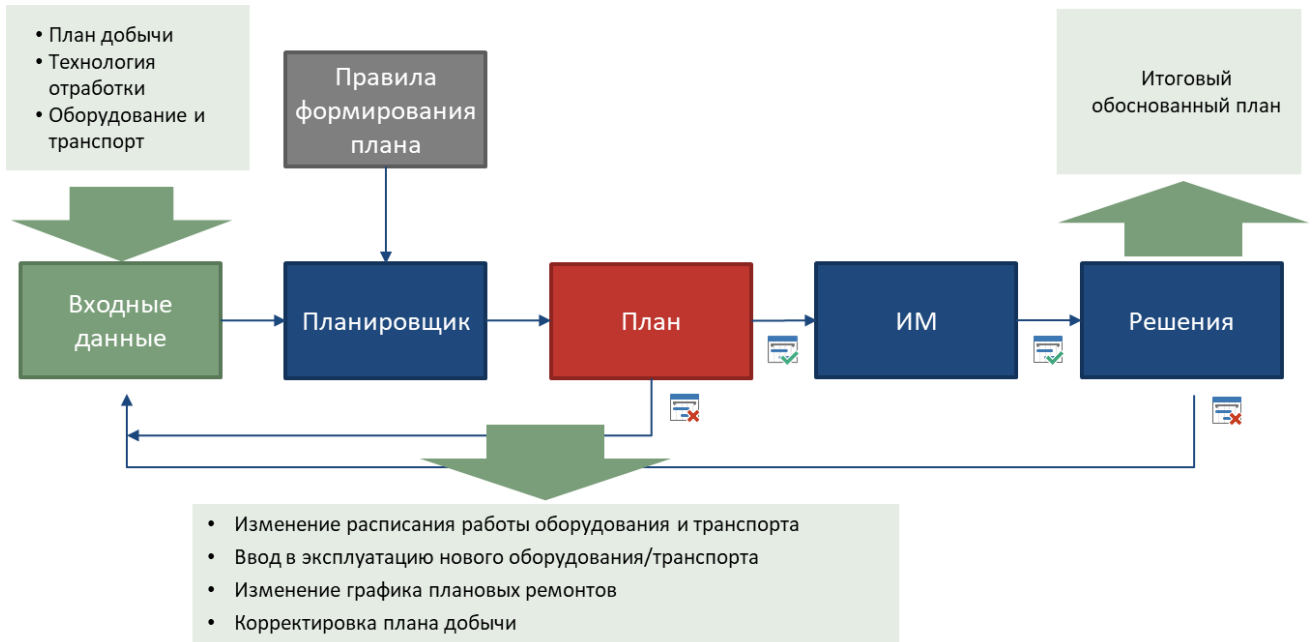 • План добычи
• Технология
отработки
• Оборудование и
транспорт
Правила
формирования
плана
Итоговый
обоснованный план
Входные
данные
Планировщик
План
ИМ
Решения
• Изменение расписания работы оборудования и транспорта
• Ввод в эксплуатацию нового оборудования/транспорта
• Изменение графика плановых ремонтов
• Корректировка плана добычи